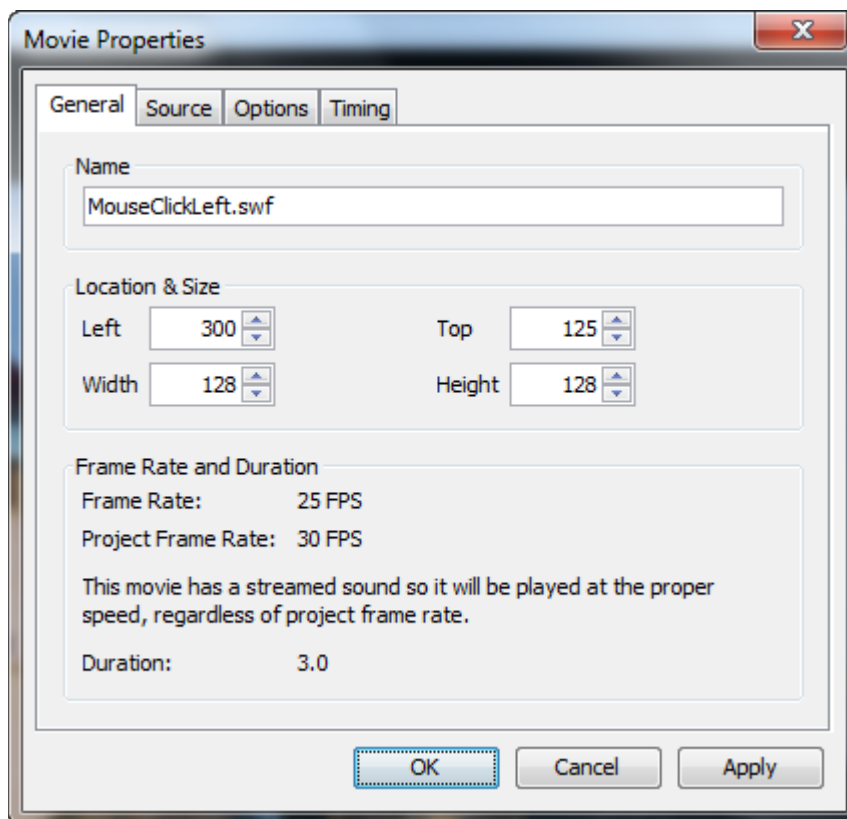 Movie Properties
General Source Options Timing
Name
MouseClickLeft.swf
Location & Size
Left 300 Top 125
Width 128 Height 128
Frame Rate and Duration
Frame Rate: 25 FPS
Project Frame Rate: 30 FPS
This movie has a streamed sound so it will be played at the proper
speed, regardless of project frame rate.
Duration: 3.0
OK Cancel Apply